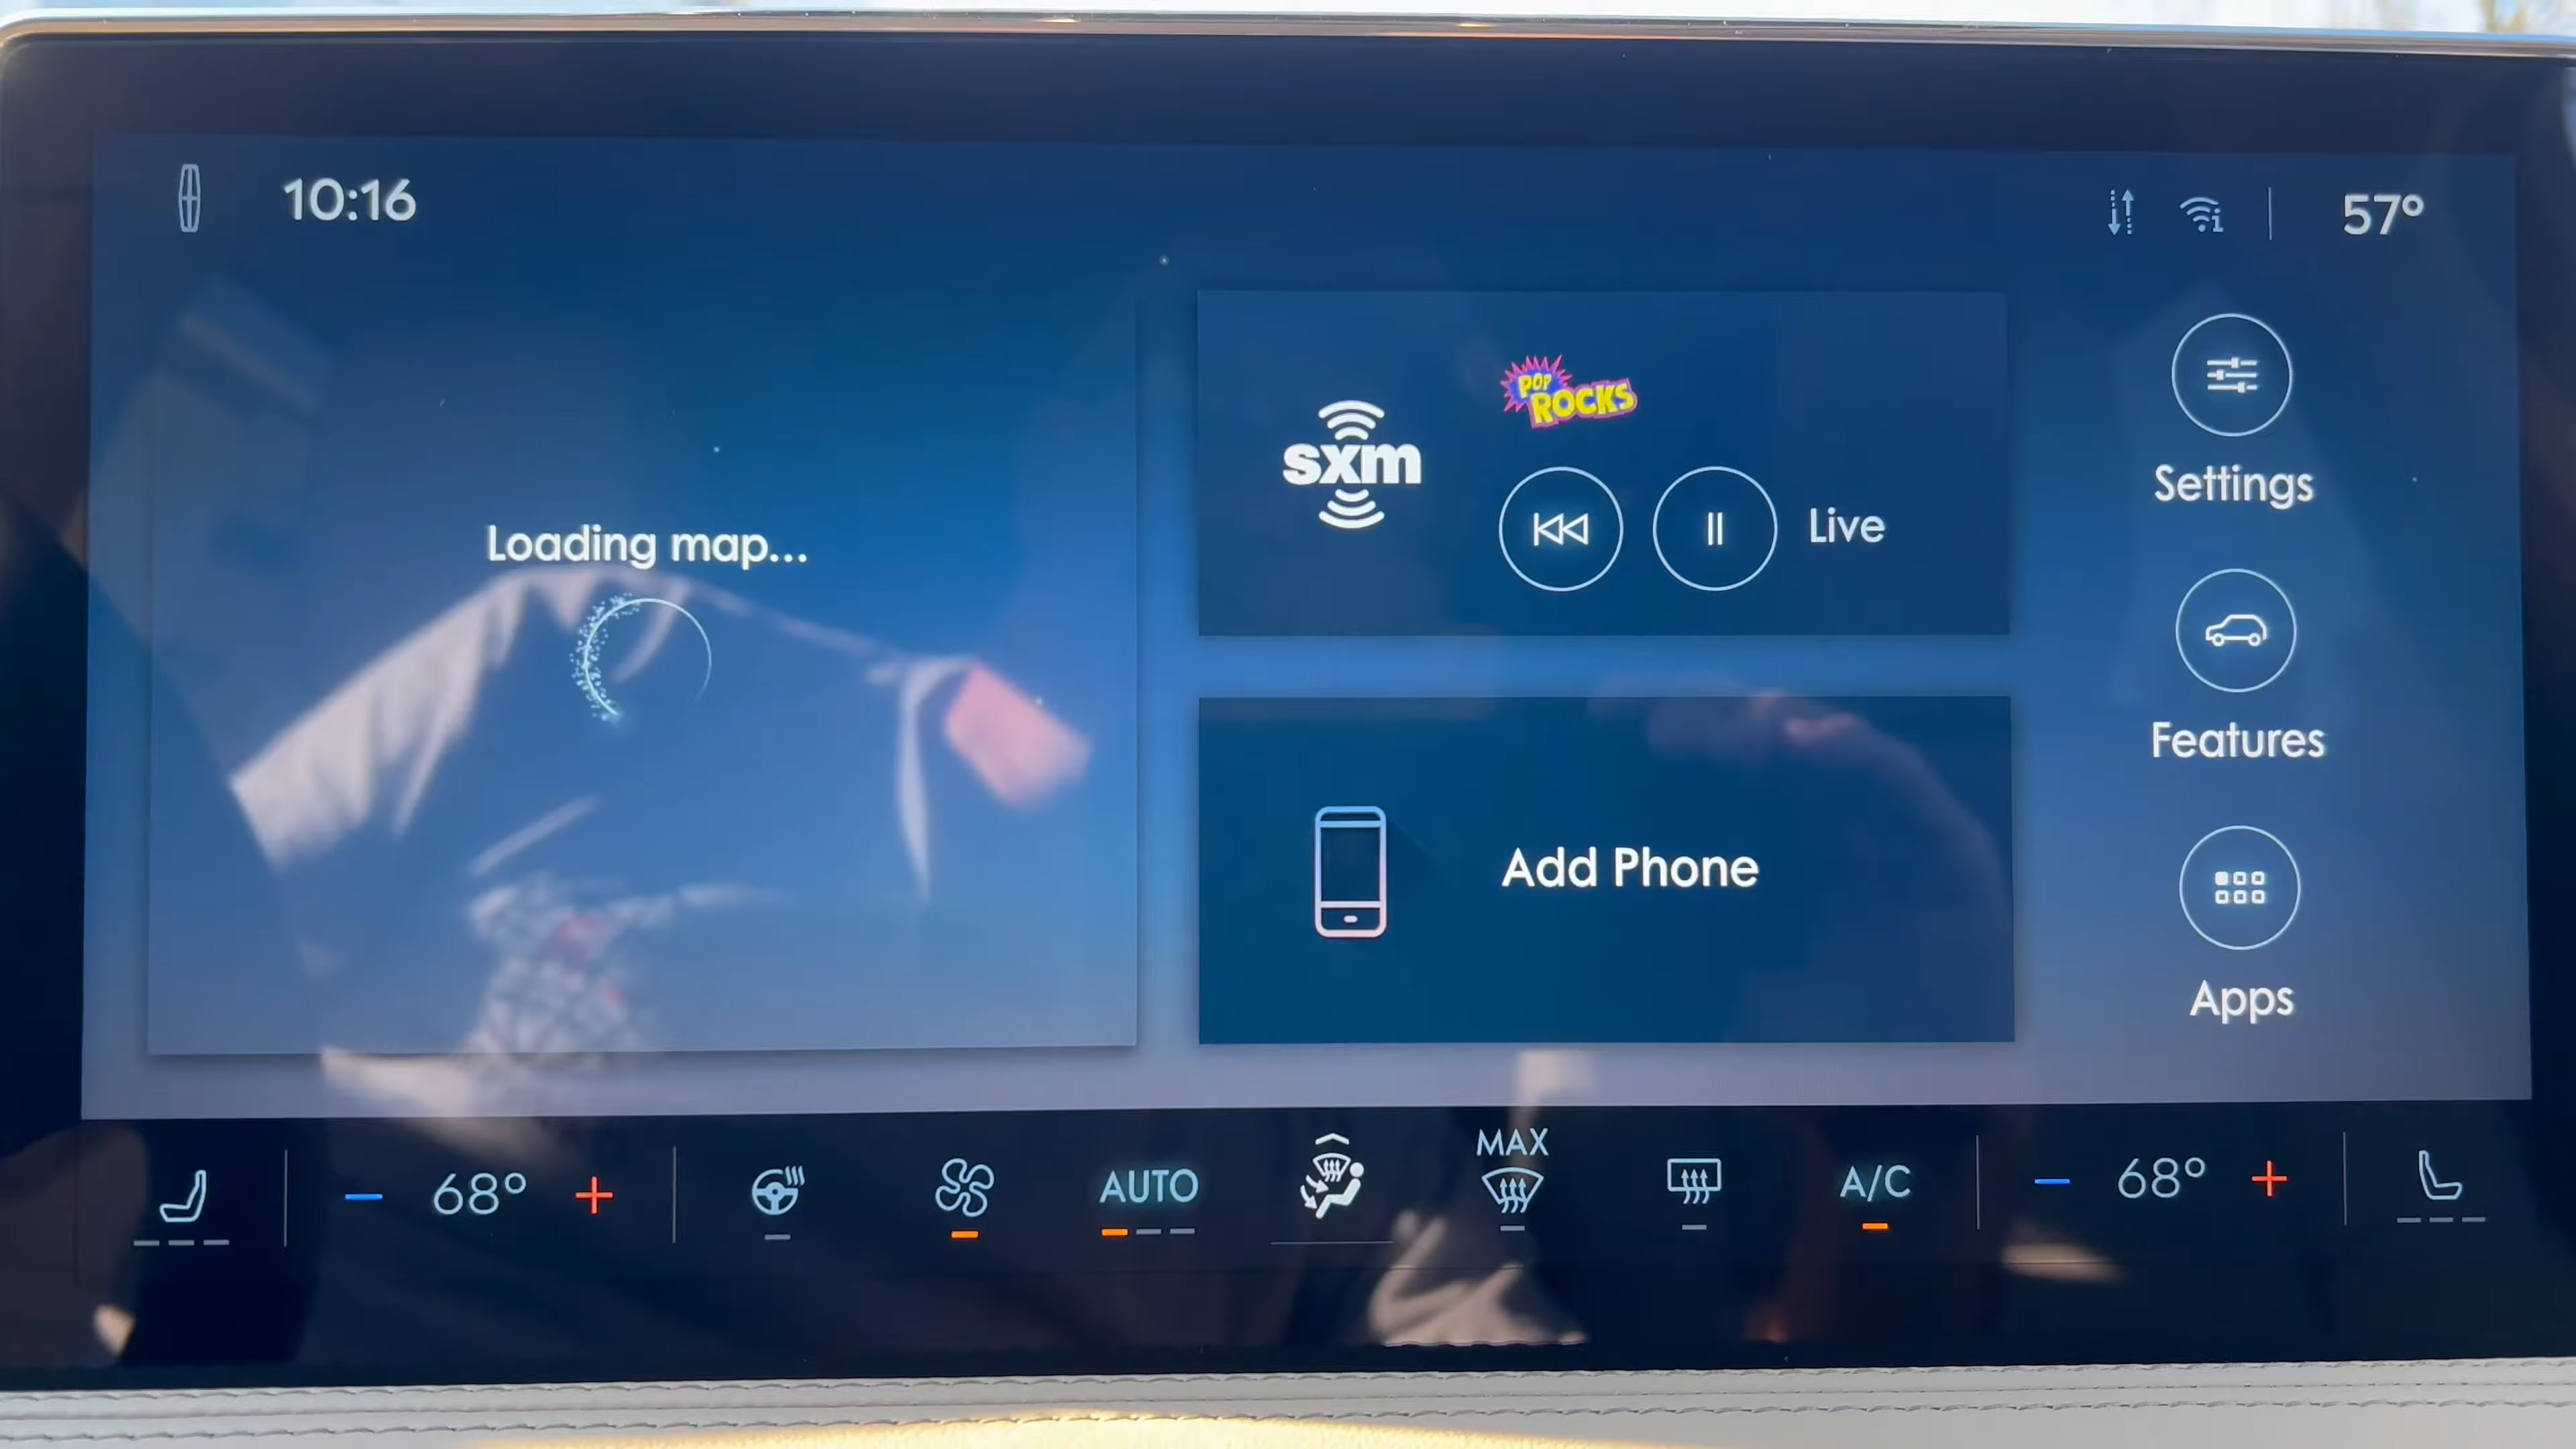 10:16
57°
Loading map...
sxm
POP
ROCKS
Live
Add Phone
Settings
Features
Apps
68°
AUTO
MAX
A/C
68°